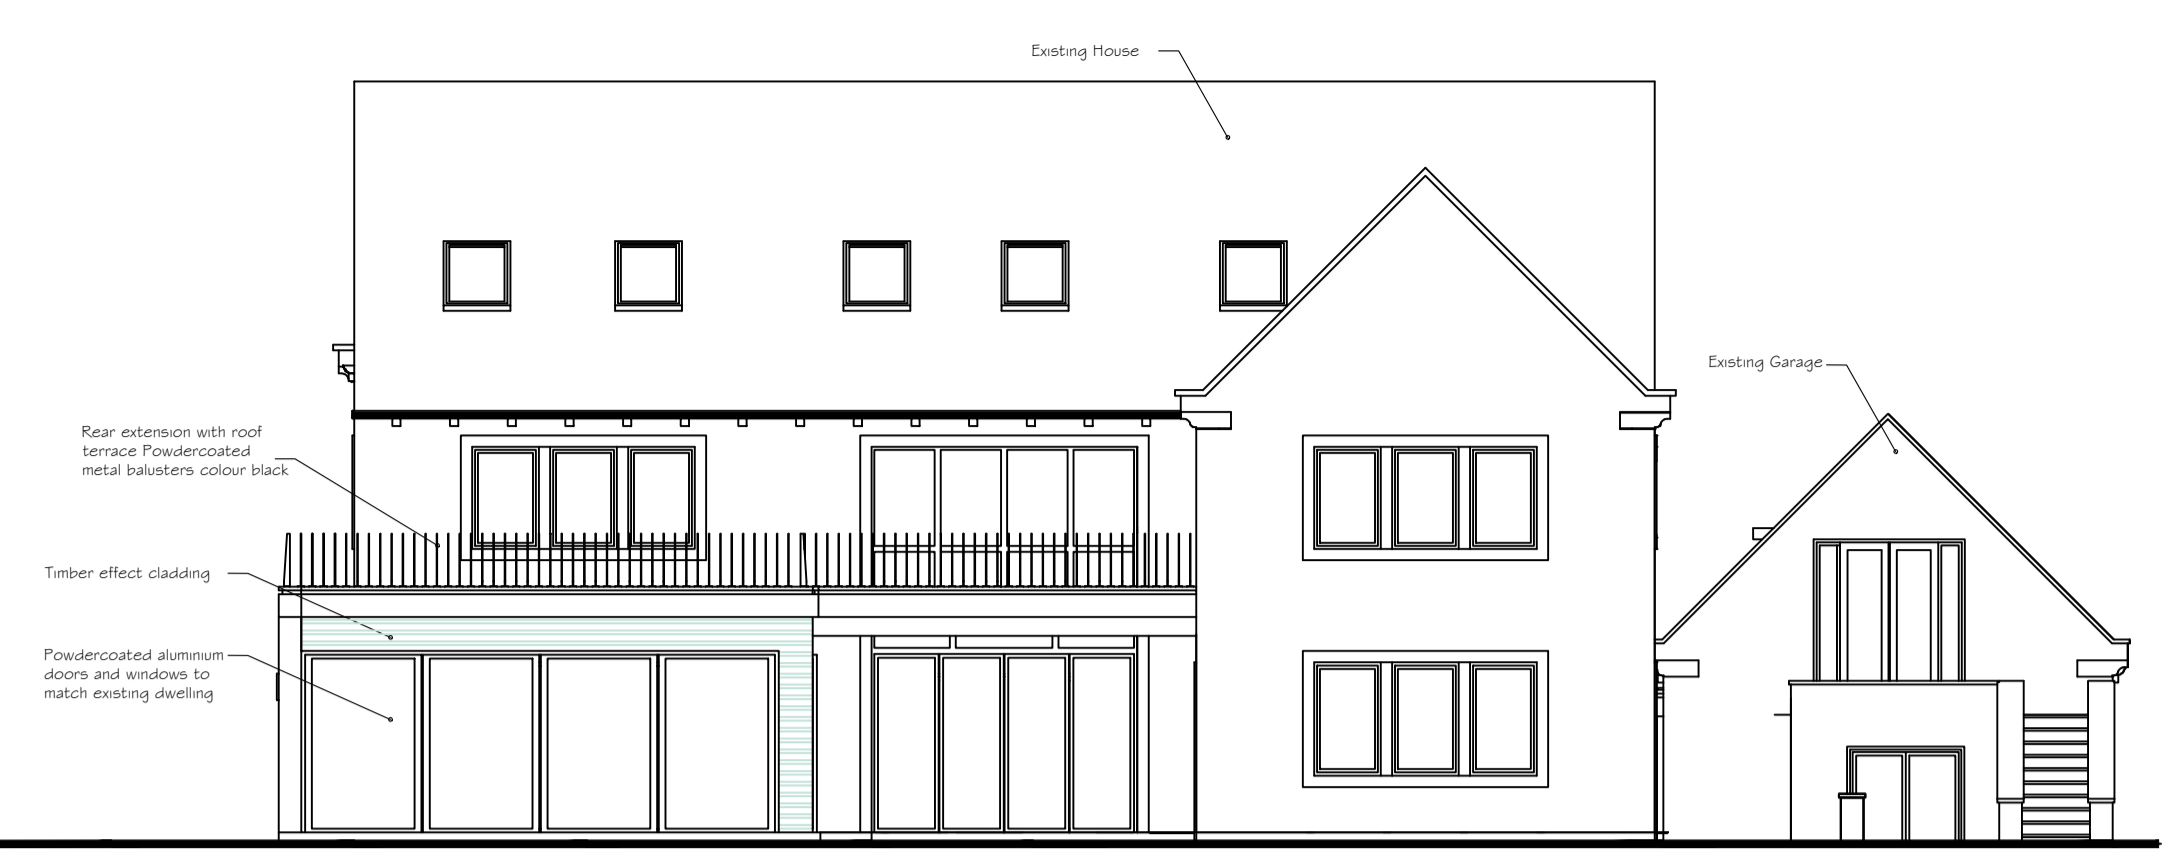 Existing House
Existing Garage
Rear extension with roof
terrace Powdercoated
metal balusters colour black
Timber effect cladding
Powdercoated aluminium
doors and windows to
match existing dwelling